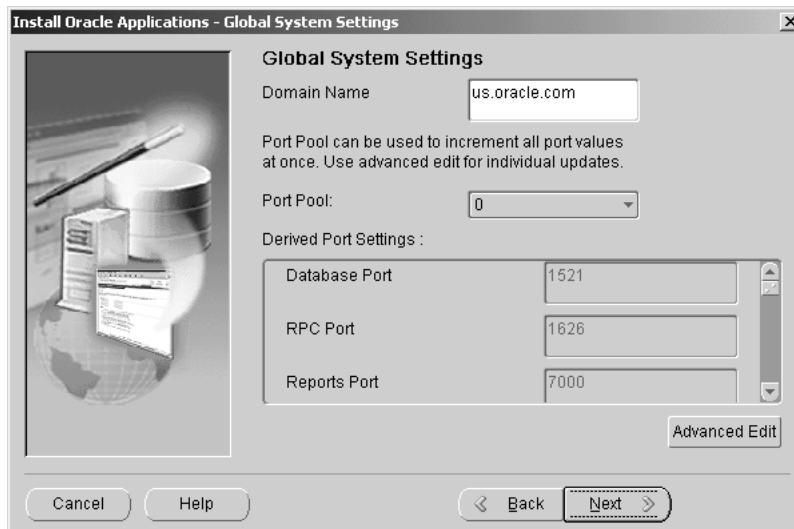 Install Oracle Applications - Global System Settings
Global System Settings
Domain Name us.oracle.com
Port Pool can be used to increment all port values
at once. Use advanced edit for individual updates.
Port Pool: 0
Derived Port Settings :
Database Port 1521
RPC Port 1626
Reports Port 7000
Advanced Edit
Cancel Help Back Next